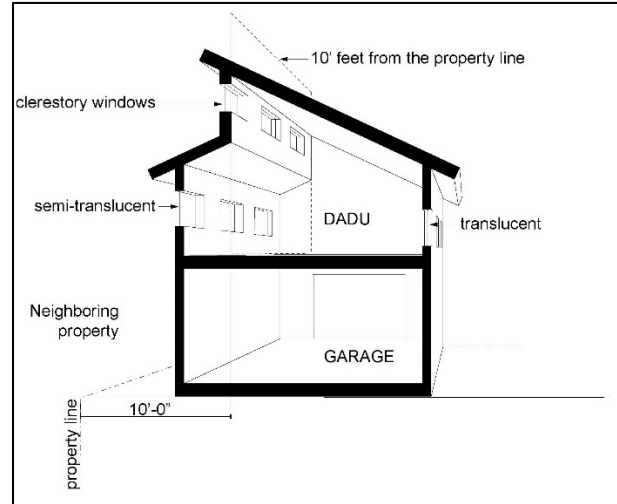 10' feet from the property line
clerestory windows
semi-translucent
DADU
translucent
Neighboring
property
GARAGE
10'-0"
property line